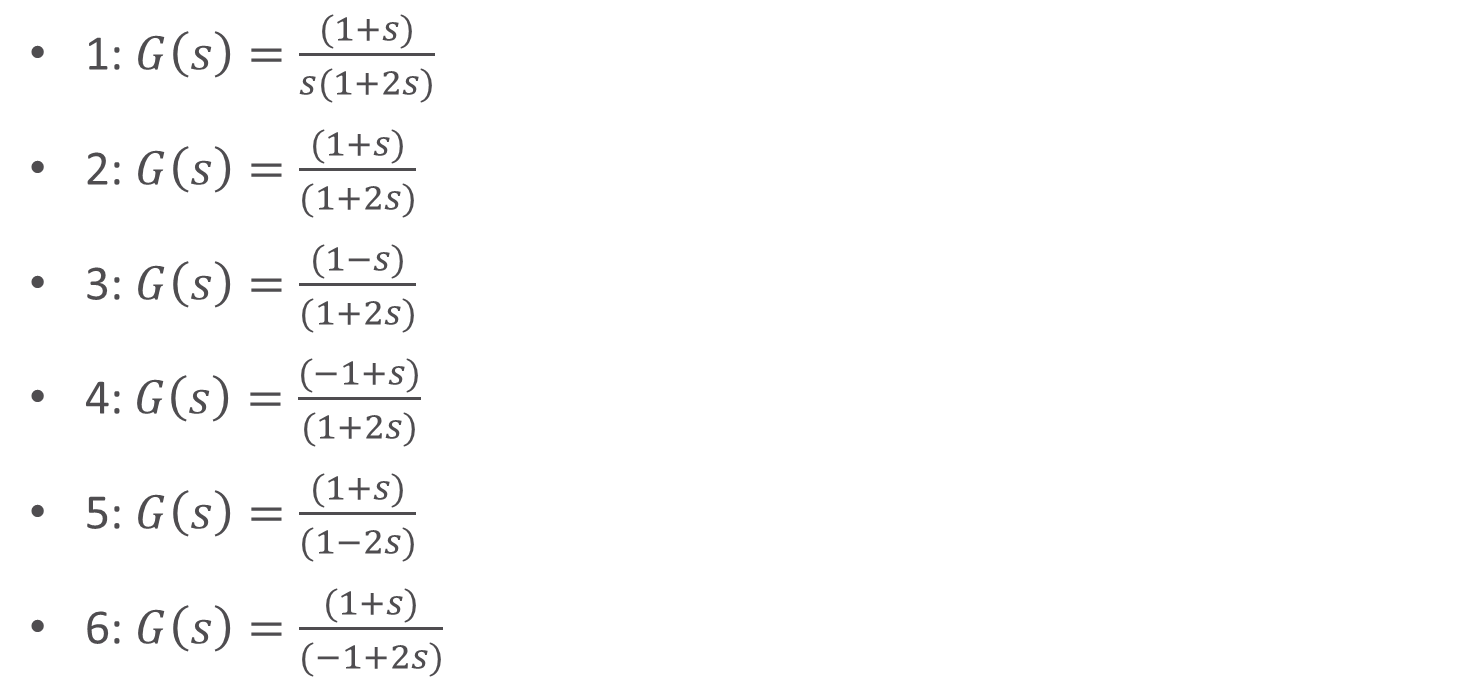 • 1: G(s) = (1+s) / s(1+2s)
• 2: G(s) = (1+s) / (1+2s)
• 3: G(s) = (1−s) / (1+2s)
• 4: G(s) = (−1+s) / (1+2s)
• 5: G(s) = (1+s) / (1−2s)
• 6: G(s) = (1+s) / (−1+2s)